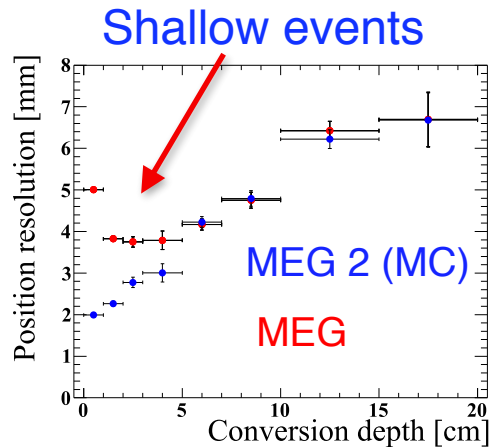 Shallow events
Position resolution [mm]
8
7
6
5
4
3
2
1
0
MEG 2 (MC)
MEG
0 5 10 15 20
Conversion depth [cm]